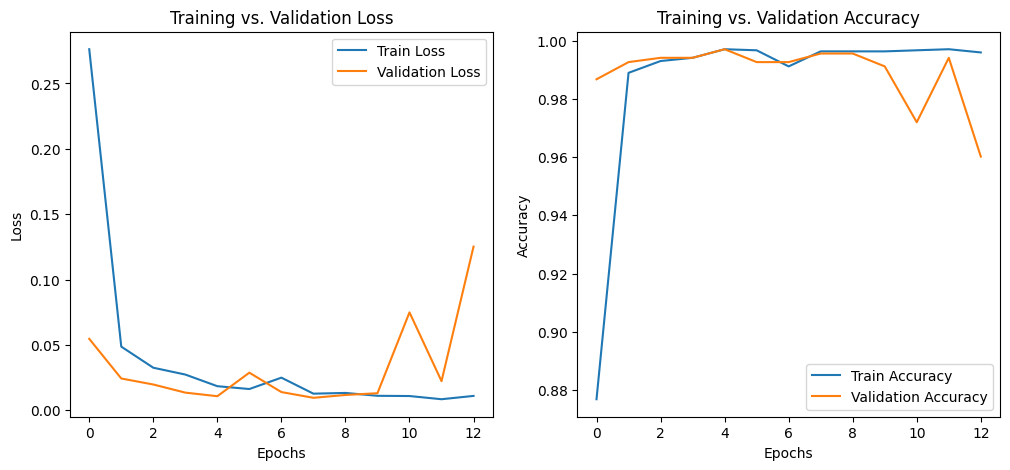 Training vs. Validation Loss
Train Loss
Validation Loss
0.25
0.20
0.15
0.10
0.05
0.00
Loss
0 2 4 6 8 10 12
Epochs
Training vs. Validation Accuracy
1.00
0.98
0.96
0.94
0.92
0.90
0.88
Accuracy
Train Accuracy
Validation Accuracy
0 2 4 6 8 10 12
Epochs